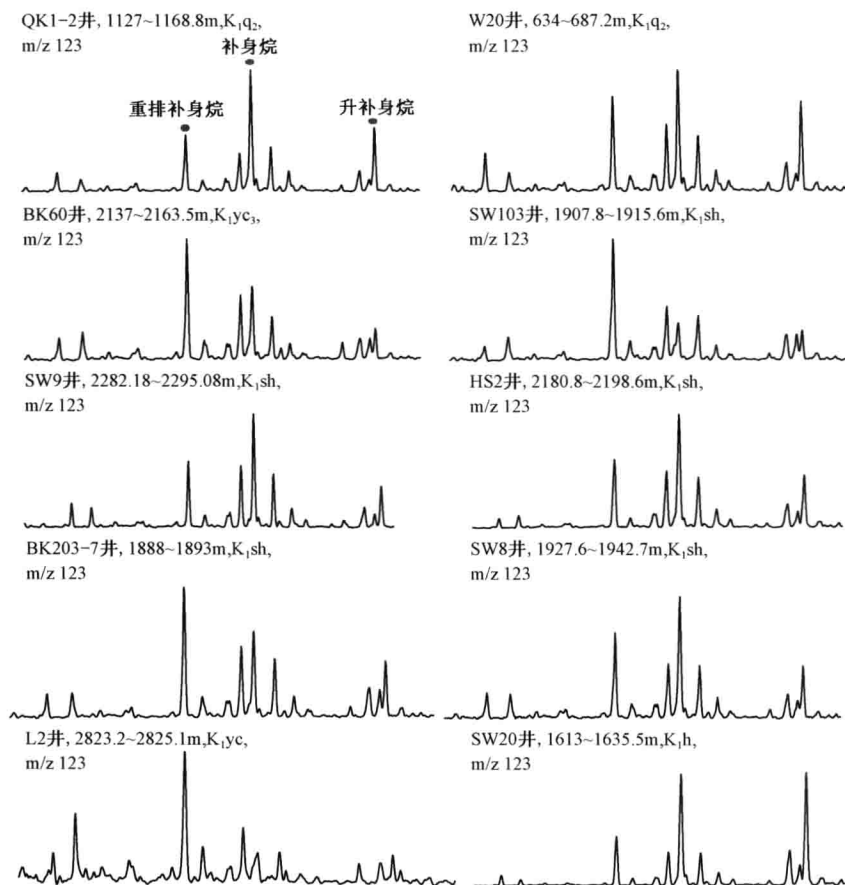 QK1-2井, 1127~1168.8m,K₁q₂,
m/z 123
重排补身烷
补身烷
升补身烷
W20井, 634~687.2m,K₁q₂,
m/z 123
BK60井, 2137~2163.5m,K₁yc₃,
m/z 123
SW103井, 1907.8~1915.6m,K₁sh,
m/z 123
SW9井, 2282.18~2295.08m,K₁sh,
m/z 123
HS2井, 2180.8~2198.6m,K₁sh,
m/z 123
BK203-7井, 1888~1893m,K₁sh,
m/z 123
SW8井, 1927.6~1942.7m,K₁sh,
m/z 123
L2井, 2823.2~2825.1m,K₁yc,
m/z 123
SW20井, 1613~1635.5m,K₁h,
m/z 123